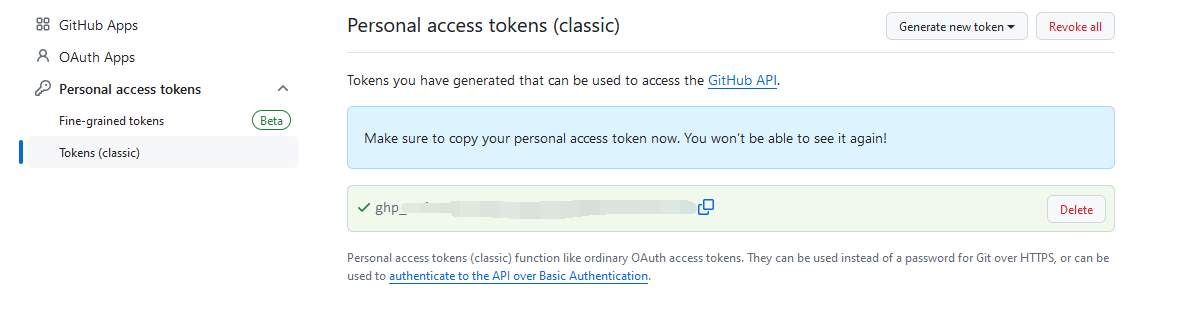 GitHub Apps
OAuth Apps
Personal access tokens
Fine-grained tokens
Beta
Tokens (classic)
Personal access tokens (classic)
Generate new token
Revoke all
Tokens you have generated that can be used to access the GitHub API.
Make sure to copy your personal access token now. You won't be able to see it again!
ghp_
Delete
Personal access tokens (classic) function like ordinary OAuth access tokens. They can be used instead of a password for Git over HTTPS, or can be
used to authenticate to the API over Basic Authentication.